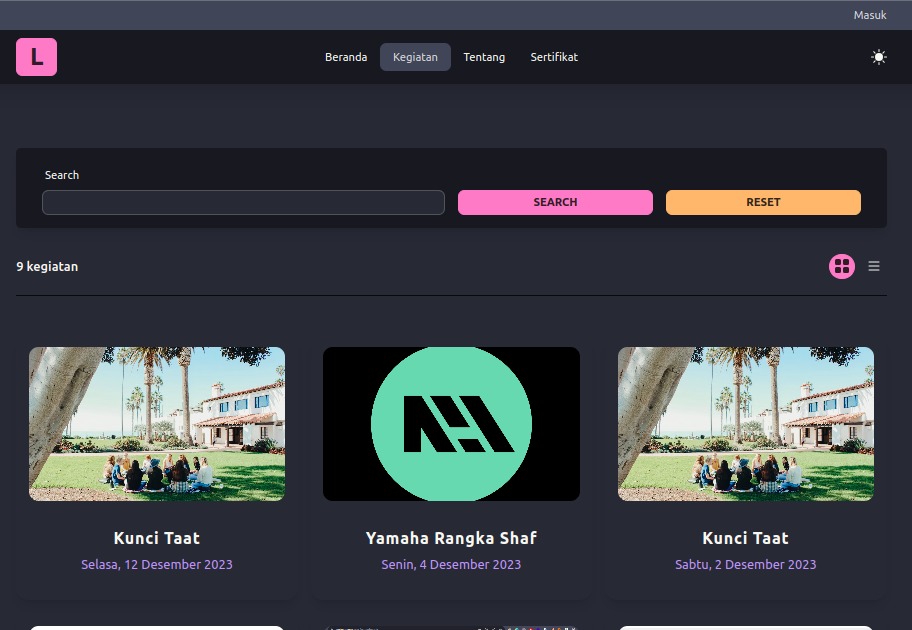 Masuk
L
Beranda
Kegiatan
Tentang
Sertifikat
Search
SEARCH
RESET
9 kegiatan
Kunci Taat
Selasa, 12 Desember 2023
Yamaha Rangka Shaf
Senin, 4 Desember 2023
Kunci Taat
Sabtu, 2 Desember 2023